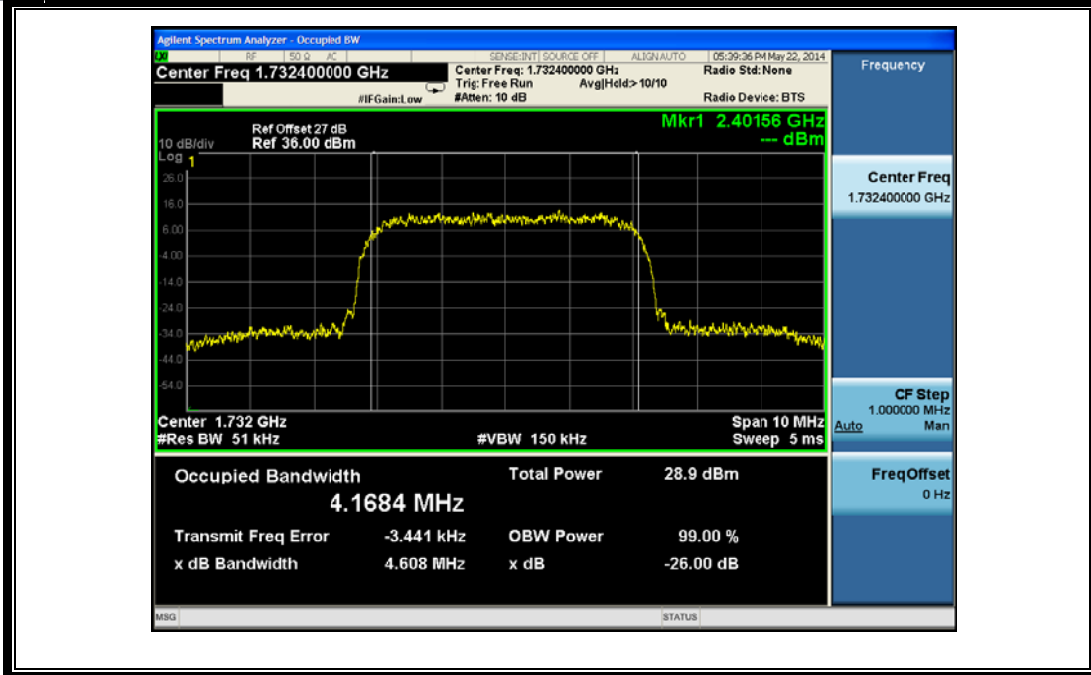 Agilent Spectrum Analyzer - Occupied BW
LXI RF 50 Ω AC SENSE:INT SOURCE OFF ALIGN AUTO 05:39:36 PM May 22, 2014
Center Freq 1.732400000 GHz
Center Freq: 1.732400000 GHz
Radio Std: None
Trig: Free Run Avg|Hold:> 10/10
#IFGain:Low #Atten: 10 dB Radio Device: BTS
Mkr1 2.40156 GHz
--- dBm
Ref Offset 27 dB
10 dB/div Ref 36.00 dBm
Log
1
26.0
16.0
6.00
-4.00
-14.0
-24.0
-34.0
-44.0
-54.0
Center 1.732 GHz Span 10 MHz
#Res BW 51 kHz #VBW 150 kHz Sweep 5 ms
Occupied Bandwidth Total Power 28.9 dBm
4.1684 MHz
Transmit Freq Error -3.441 kHz OBW Power 99.00 %
x dB Bandwidth 4.608 MHz x dB -26.00 dB
MSG STATUS
Frequency
Center Freq
1.732400000 GHz
CF Step
1.000000 MHz
Auto Man
Freq Offset
0 Hz